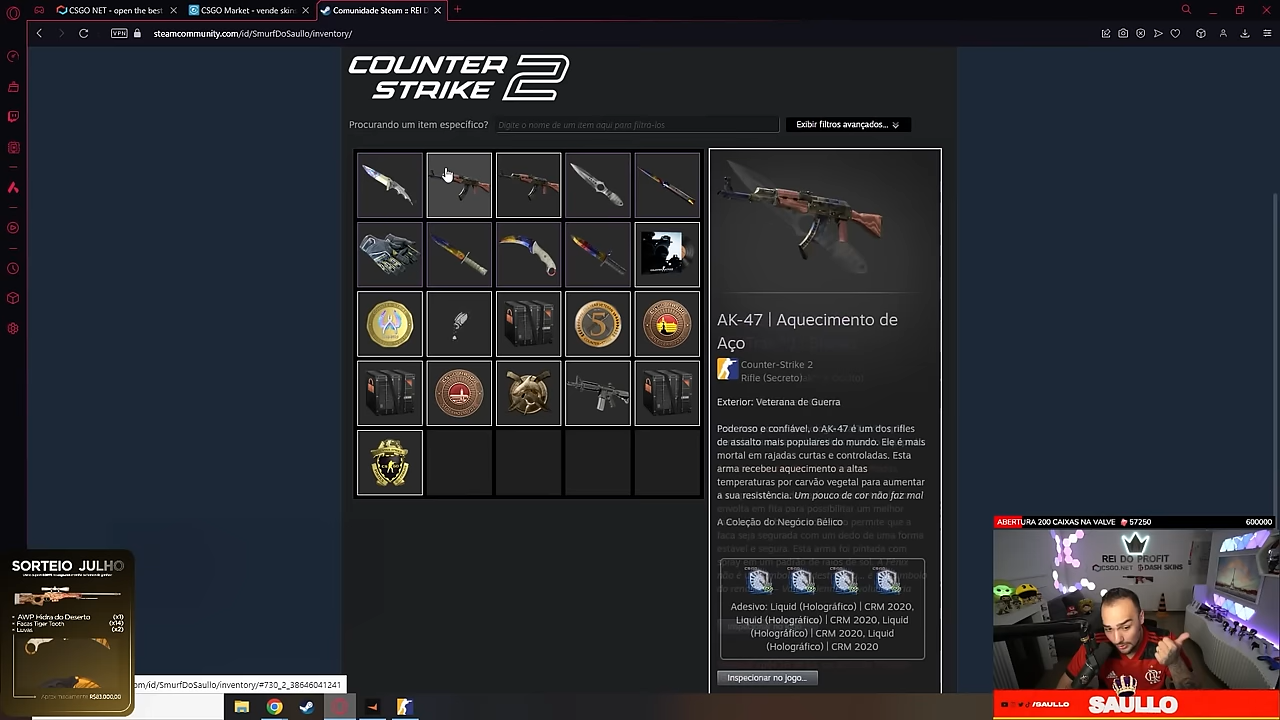 CSGO NET - open the best
CSGO Market - vende skin
Comunidade Steam :: REI D
VPN
steamcommunity.com/id/SmurfDoSaullo/inventory/
COUNTER
STRIKE 2
Procurando um item específico?
Digite o nome de um item aqui para filtrá-los
Exibir filtros avançados...
5
AK-47 | Aquecimento de
Aço
Counter-Strike 2
Rifle (Secreto)
Exterior: Veterana de Guerra
Poderoso e confiável, o AK-47 é um dos rifles
de assalto mais populares do mundo. Ele é mais
mortal em rajadas curtas e controladas. Esta
arma recebeu aquecimento a altas
temperaturas por carvão vegetal para aumentar
a sua resistência. Um pouco de cor não faz mal
A Coleção do Negócio Bélico
Adesivo: Liquid (Holográfico) | CRM 2020,
Liquid (Holográfico) | CRM 2020, Liquid
(Holográfico) | CRM 2020, Liquid
(Holográfico) | CRM 2020
Inspecionar no jogo...
om/id/SmurfDoSaullo/inventory/#730_2_38646041241
SORTEIO JULHO
• AWP Hidra do Deserto (x1)
• Facas Tiger Tooth (x14)
• Luvas (x2)
ABERTURA 200 CAIXAS NA VALVE 57250 600000
REI DO PROFIT
CSGO.NET DASH SKINS
/SAULLO
SAULLO